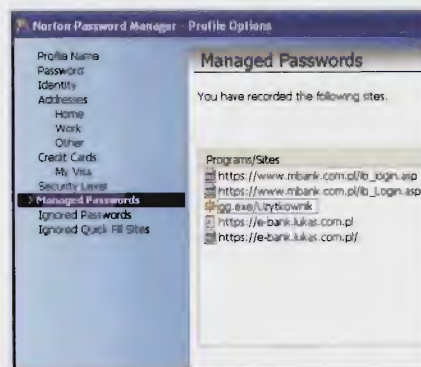 Norton Password Manager - Profile Options
Profile Name
Password
Identity
Addresses
Home
Work
Other
Credit Cards
My Visa
Security Level
Managed Passwords
Ignored Passwords
Ignored Quick Fill Sites
Managed Passwords
You have recorded the following sites.
Programs/Sites
https://www.mbank.com.pl/ib_login.asp
https://www.mbank.com.pl/ib_Login.asp
gg.exe/Użytkownik
https://e-bank.lukas.com.pl
https://e-bank.lukas.com.pl/